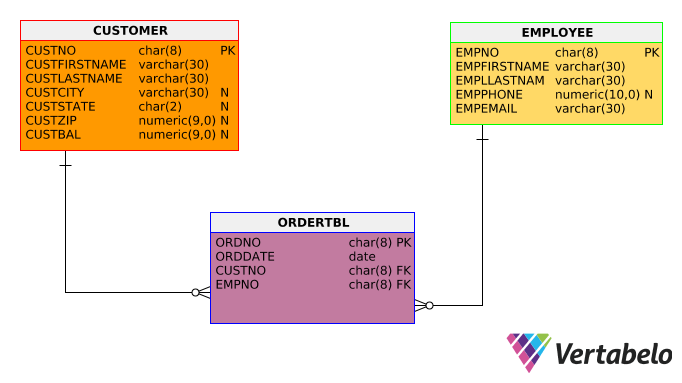 CUSTOMER
CUSTNO char(8) PK
CUSTFIRSTNAME varchar(30)
CUSTLASTNAME varchar(30)
CUSTCITY varchar(30) N
CUSTSTATE char(2) N
CUSTZIP numeric(9,0) N
CUSTBAL numeric(9,0) N
EMPLOYEE
EMPNO char(8) PK
EMPFIRSTNAME varchar(30)
EMPLLASTNAM varchar(30)
EMPPHONE numeric(10,0) N
EMPEMAIL varchar(30)
ORDERTBL
ORDNO char(8) PK
ORDDATE date
CUSTNO char(8) FK
EMPNO char(8) FK
Vertabelo